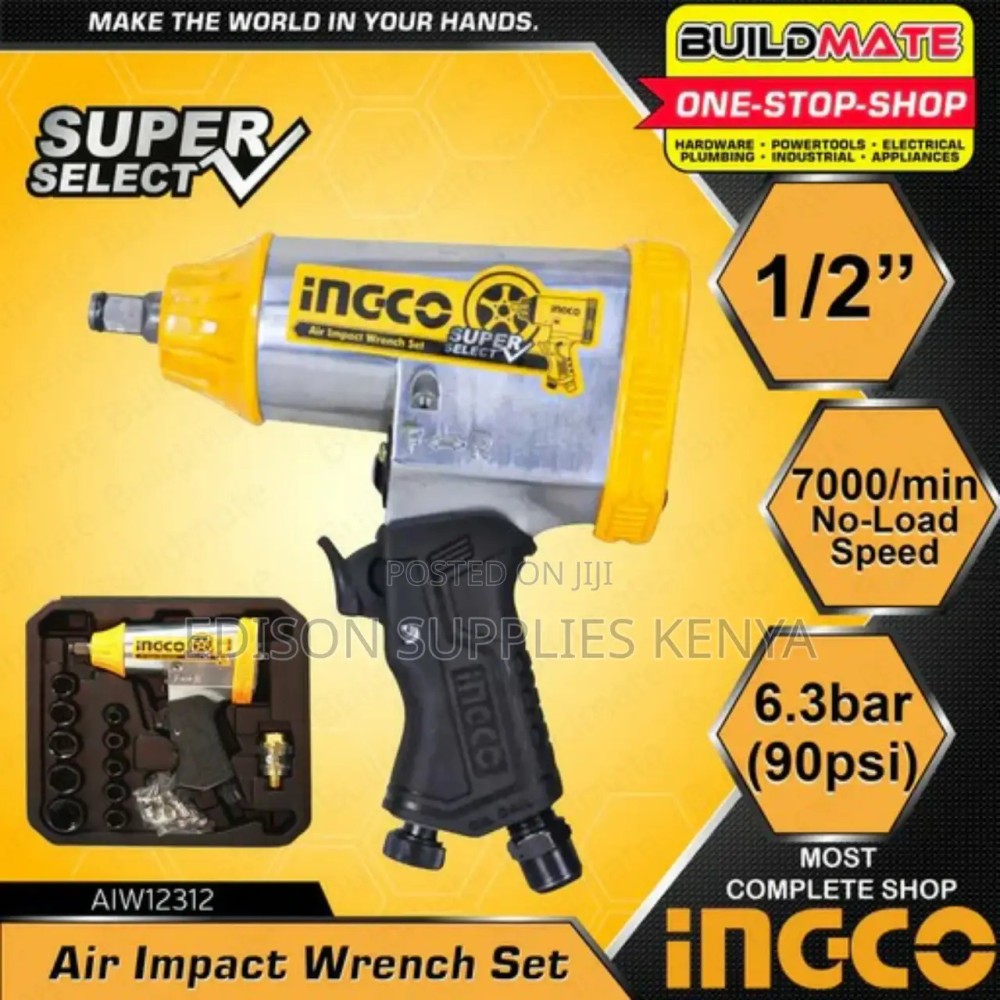 MAKE THE WORLD IN YOUR HANDS.
BUILDMATE
ONE-STOP-SHOP
HARDWARE • POWERTOOLS • ELECTRICAL
PLUMBING • INDUSTRIAL • APPLIANCES
SUPER
SELECT
1/2”
INGCO
Air Impact Wrench Set
SUPER
SELECT
INGCO
F O R
7000/min
No-Load
Speed
POSTED ON JIJI
EDISON SUPPLIES KENYA
INGCO
INGCO
6.3bar
(90psi)
MOST
COMPLETE SHOP
INGCO
AIW12312
Air Impact Wrench Set